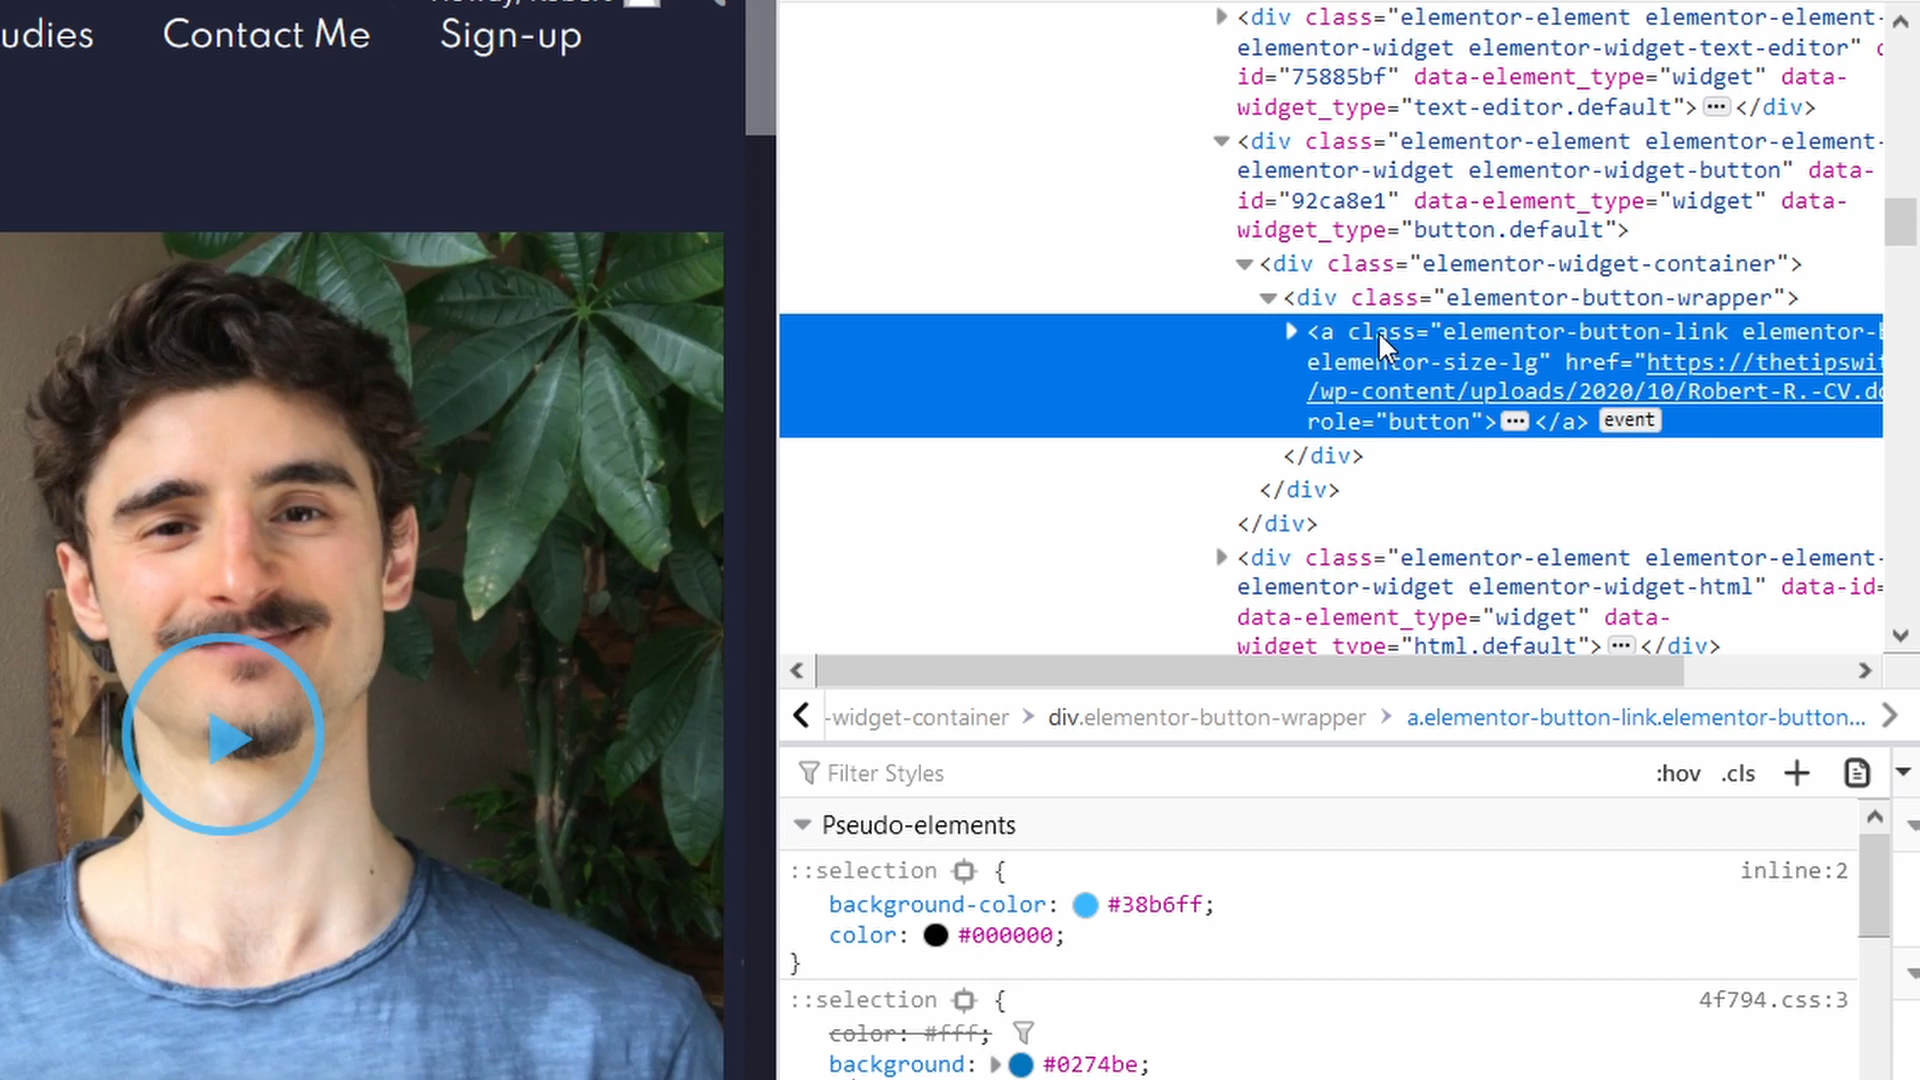 Howdy, Robert
udies Contact Me Sign-up
<div class="elementor-element elementor-element-
elementor-widget elementor-widget-text-editor" d
id="75885bf" data-element_type="widget" data-
widget_type="text-editor.default"> ••• </div>
<div class="elementor-element elementor-element-
elementor-widget elementor-widget-button" data-
id="92ca8e1" data-element_type="widget" data-
widget_type="button.default">
<div class="elementor-widget-container">
<div class="elementor-button-wrapper">
<a class="elementor-button-link elementor-b
elementor-size-lg" href="https://thetipswit
/wp-content/uploads/2020/10/Robert-R.-CV.do
role="button"> ••• </a> event
</div>
</div>
</div>
<div class="elementor-element elementor-element-
elementor-widget elementor-widget-html" data-id=
data-element_type="widget" data-
widget_type="html.default"> ••• </div>
-widget-container > div.elementor-button-wrapper > a.elementor-button-link.elementor-button...
Filter Styles :hov .cls +
Pseudo-elements
::selection { inline:2
background-color: #38b6ff;
color: #000000;
}
::selection { 4f794.css:3
color: #fff;
background: #0274be;